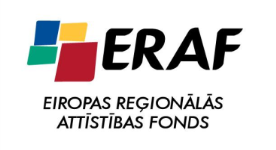 ERAF
EIROPAS REĢIONĀLĀS
ATTĪSTĪBAS FONDS